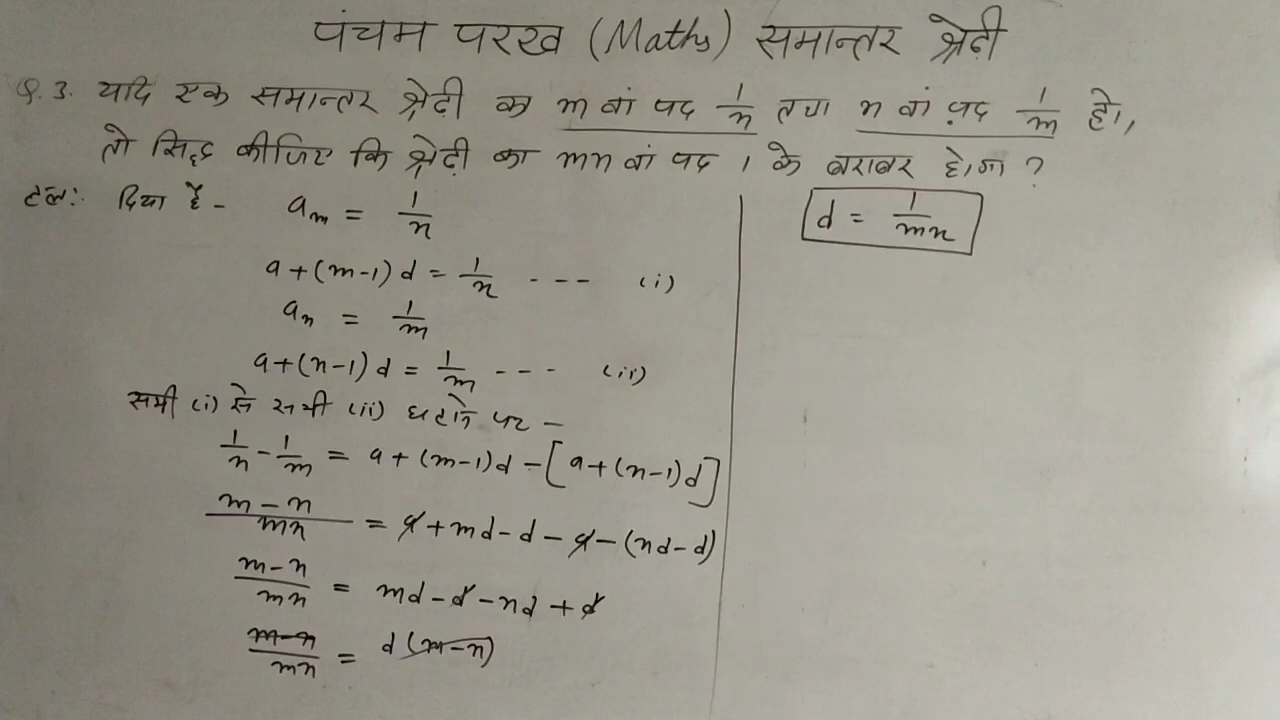 पंचम परख (Maths) समान्तर श्रेढ़ी
Q.3. यदि एक समान्तर श्रेढ़ी का m वां पद 1/n तथा n वां पद 1/m हो,
तो सिद्ध कीजिए कि श्रेढ़ी का mn वां पद 1 के बराबर होगा ?
हल: दिया है - aₘ = 1/n
a+(m-1)d = 1/n ---- (i)
aₙ = 1/m
a+(n-1)d = 1/m --- (ii)
समी (i) से समी (ii) घटाने पर -
1/n - 1/m = a+(m-1)d-[a+(n-1)d]
m-n/mn = a+md-d-a-(nd-d)
m-n/mn = md-d-nd+d
m-n/mn = d(m-n)
d = 1/mn